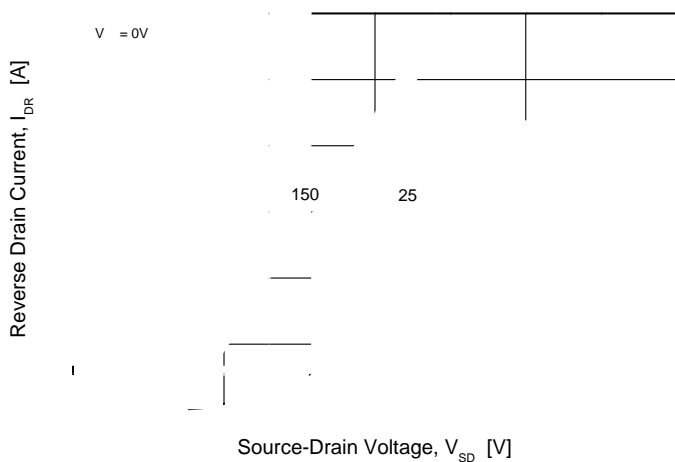 V = 0V
Reverse Drain Current, I_DR [A]
150
25
Source-Drain Voltage, V_SD [V]